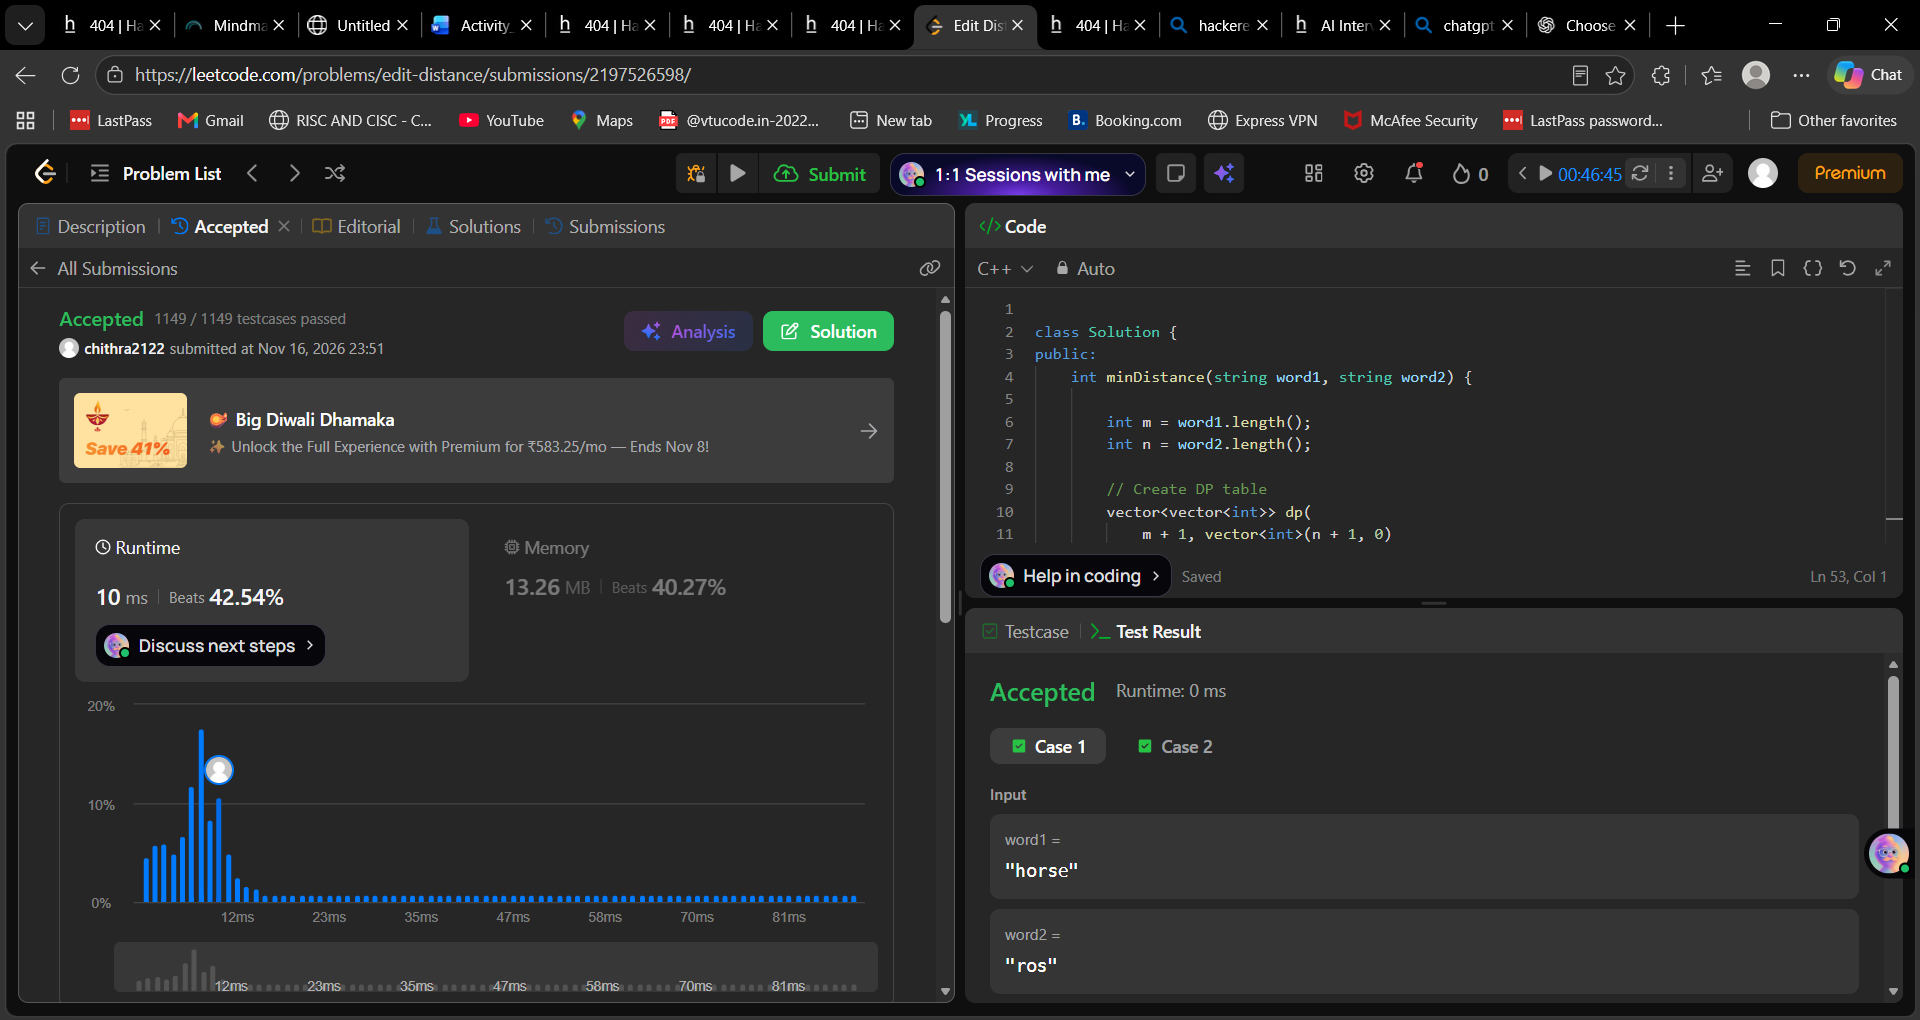 404 | Ha
Mindma
Untitled
Activity_
404 | Ha
404 | Ha
404 | Ha
Edit Dis
404 | Ha
hackere
AI Inter
chatgpt
Choose
https://leetcode.com/problems/edit-distance/submissions/2197526598/
Chat
LastPass
Gmail
RISC AND CISC - C...
YouTube
Maps
@vtucode.in-2022...
New tab
Progress
Booking.com
Express VPN
McAfee Security
LastPass password...
Other favorites
Problem List
Submit
1:1 Sessions with me
0
00:46:45
Premium
Description
Accepted
Editorial
Solutions
Submissions
All Submissions
Accepted 1149 / 1149 testcases passed
chithra2122 submitted at Nov 16, 2026 23:51
Analysis
Solution
Save 41%
Big Diwali Dhamaka
Unlock the Full Experience with Premium for ₹583.25/mo — Ends Nov 8!
Runtime
10 ms | Beats 42.54%
Discuss next steps
Memory
13.26 MB | Beats 40.27%
20%
10%
0%
12ms 23ms 35ms 47ms 58ms 70ms 81ms
12ms 23ms 35ms 47ms 58ms 70ms 81ms
Code
C++ Auto
1
2 class Solution {
3 public:
4 int minDistance(string word1, string word2) {
5
6 int m = word1.length();
7 int n = word2.length();
8
9 // Create DP table
10 vector<vector<int>> dp(
11 m + 1, vector<int>(n + 1, 0)
Help in coding
Saved
Ln 53, Col 1
Testcase
Test Result
Accepted Runtime: 0 ms
Case 1
Case 2
Input
word1 =
"horse"
word2 =
"ros"